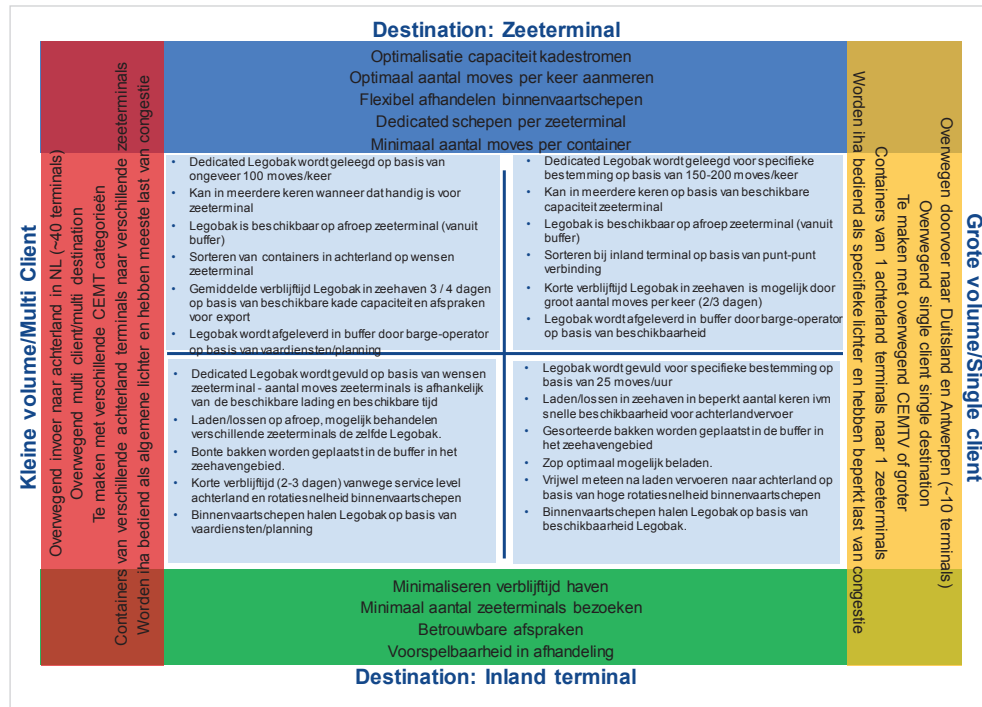 Destination: Zeeterminal
Optimalisatie capaciteit kadestromen
Optimaal aantal moves per keer aanmeren
Flexibel afhandelen binnenvaartschepen
Dedicated schepen per zeeterminal
Minimaal aantal moves per container
Kleine volume/Multi Client
Overwegend invoer naar achterland in NL (~40 terminals)
Overwegend multi client/multi destination
Te maken met verschillende CEMT categorieën
Containers van verschillende achterland terminals naar verschillende zeeterminals
Worden iha bediend als algemene lichter en hebben meeste last van congestie
• Dedicated Legobak wordt geleegd op basis van
ongeveer 100 moves/keer
• Kan in meerdere keren wanneer dat handig is voor
zeeterminal
• Legobak is beschikbaar op afroep zeeterminal (vanuit
buffer)
• Sorteren van containers in achterland op wensen
zeeterminal
• Gemiddelde verblijftijd Legobak in zeehaven 3 / 4 dagen
op basis van beschikbare kade capaciteit en afspraken
voor export
• Legobak wordt afgeleverd in buffer door barge-operator
op basis van vaardiensten/planning
• Dedicated Legobak wordt geleegd voor specifieke
bestemming op basis van 150-200 moves/keer
• Kan in meerdere keren op basis van beschikbare
capaciteit zeeterminal
• Legobak is beschikbaar op afroep zeeterminal (vanuit
buffer)
• Sorteren bij inland terminal op basis van punt-punt
verbinding
• Korte verblijftijd Legobak in zeehaven is mogelijk door
groot aantal moves per keer (2/3 dagen)
• Legobak wordt afgeleverd in buffer door barge-operator
op basis van beschikbaarheid
• Dedicated Legobak wordt gevuld op basis van wensen
zeeterminal - aantal moves zeeterminals is afhankelijk
van de beschikbare lading en beschikbare tijd
• Laden/lossen op afroep, mogelijk behandelen
verschillende zeeterminals de zelfde Legobak.
• Bonte bakken worden geplaatst in de buffer in het
zeehavengebied.
• Korte verblijftijd (2-3 dagen) vanwege service level
achterland en rotatiesnelheid binnenvaartschepen
• Binnenvaartschepen halen Legobak op basis van
vaardiensten/planning
• Legobak wordt gevuld voor specifieke bestemming op
basis van 25 moves/uur
• Laden/lossen in zeehaven in beperkt aantal keren ivm
snelle beschikbaarheid voor achterlandvervoer
• Gesorteerde bakken worden geplaatst in de buffer in
het zeehavengebied
• Zop optimaal mogelijk beladen.
• Vrijwel meteen na laden vervoeren naar achterland op
basis van hoge rotatiesnelheid binnenvaartschepen
• Binnenvaartschepen halen Legobak op basis van
beschikbaarheid Legobak.
Grote volume/Single client
Overwegen doorvoer naar Duitsland en Antwerpen (~10 terminals)
Overwegend single client single destination
Te maken met overwegend CEMTV of groter
Containers van 1 achterland terminals naar 1 zeeterminals
Worden iha bediend als specifieke lichter en hebben beperkt last van congestie
Minimaliseren verblijftijd haven
Minimaal aantal zeeterminals bezoeken
Betrouwbare afspraken
Voorspelbaarheid in afhandeling
Destination: Inland terminal